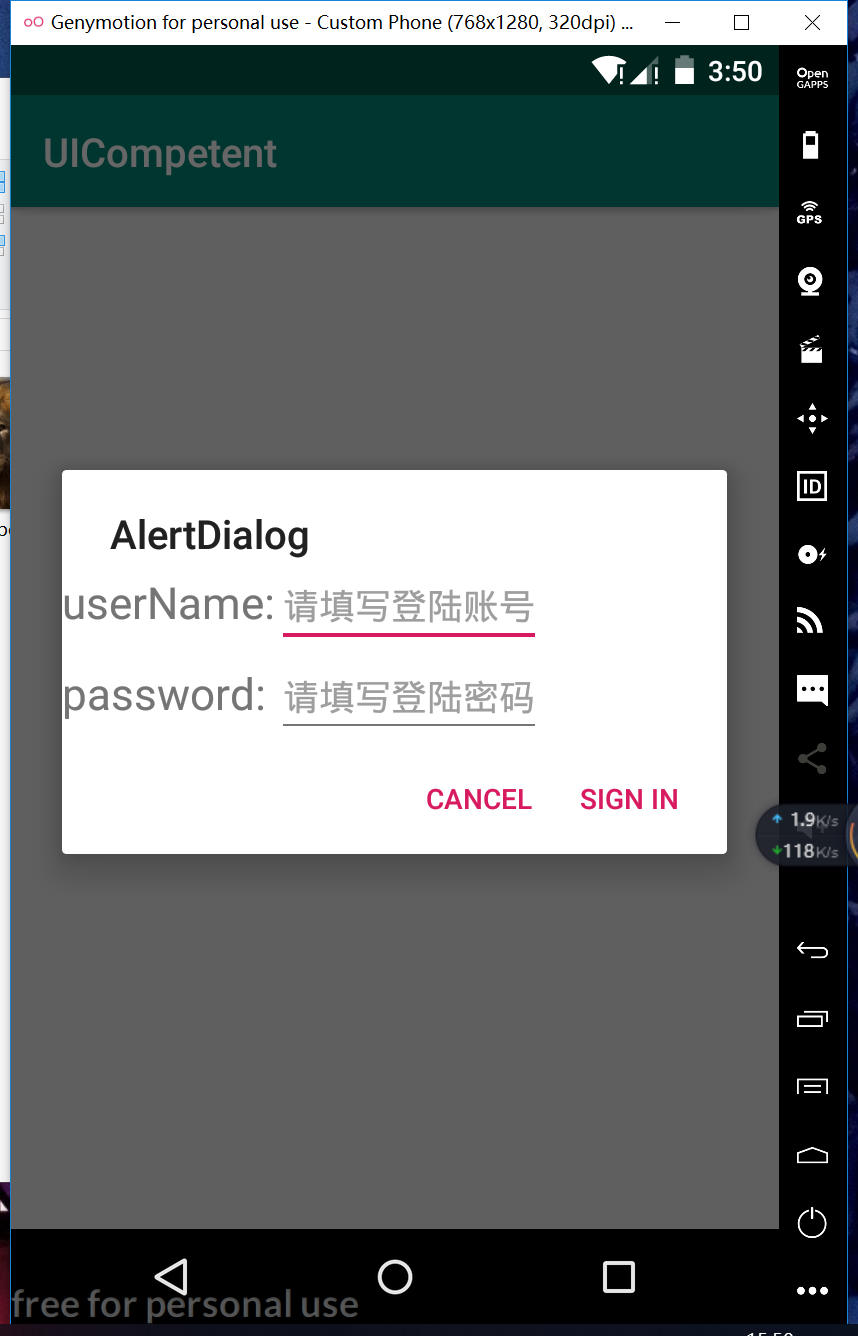 Genymotion for personal use - Custom Phone (768x1280, 320dpi) ...
3:50
Open
GAPPS
UICompetent
GPS
ID
AlertDialog
userName: 请填写登陆账号
password: 请填写登陆密码
CANCEL SIGN IN
1.9K/s
118K/s
free for personal use